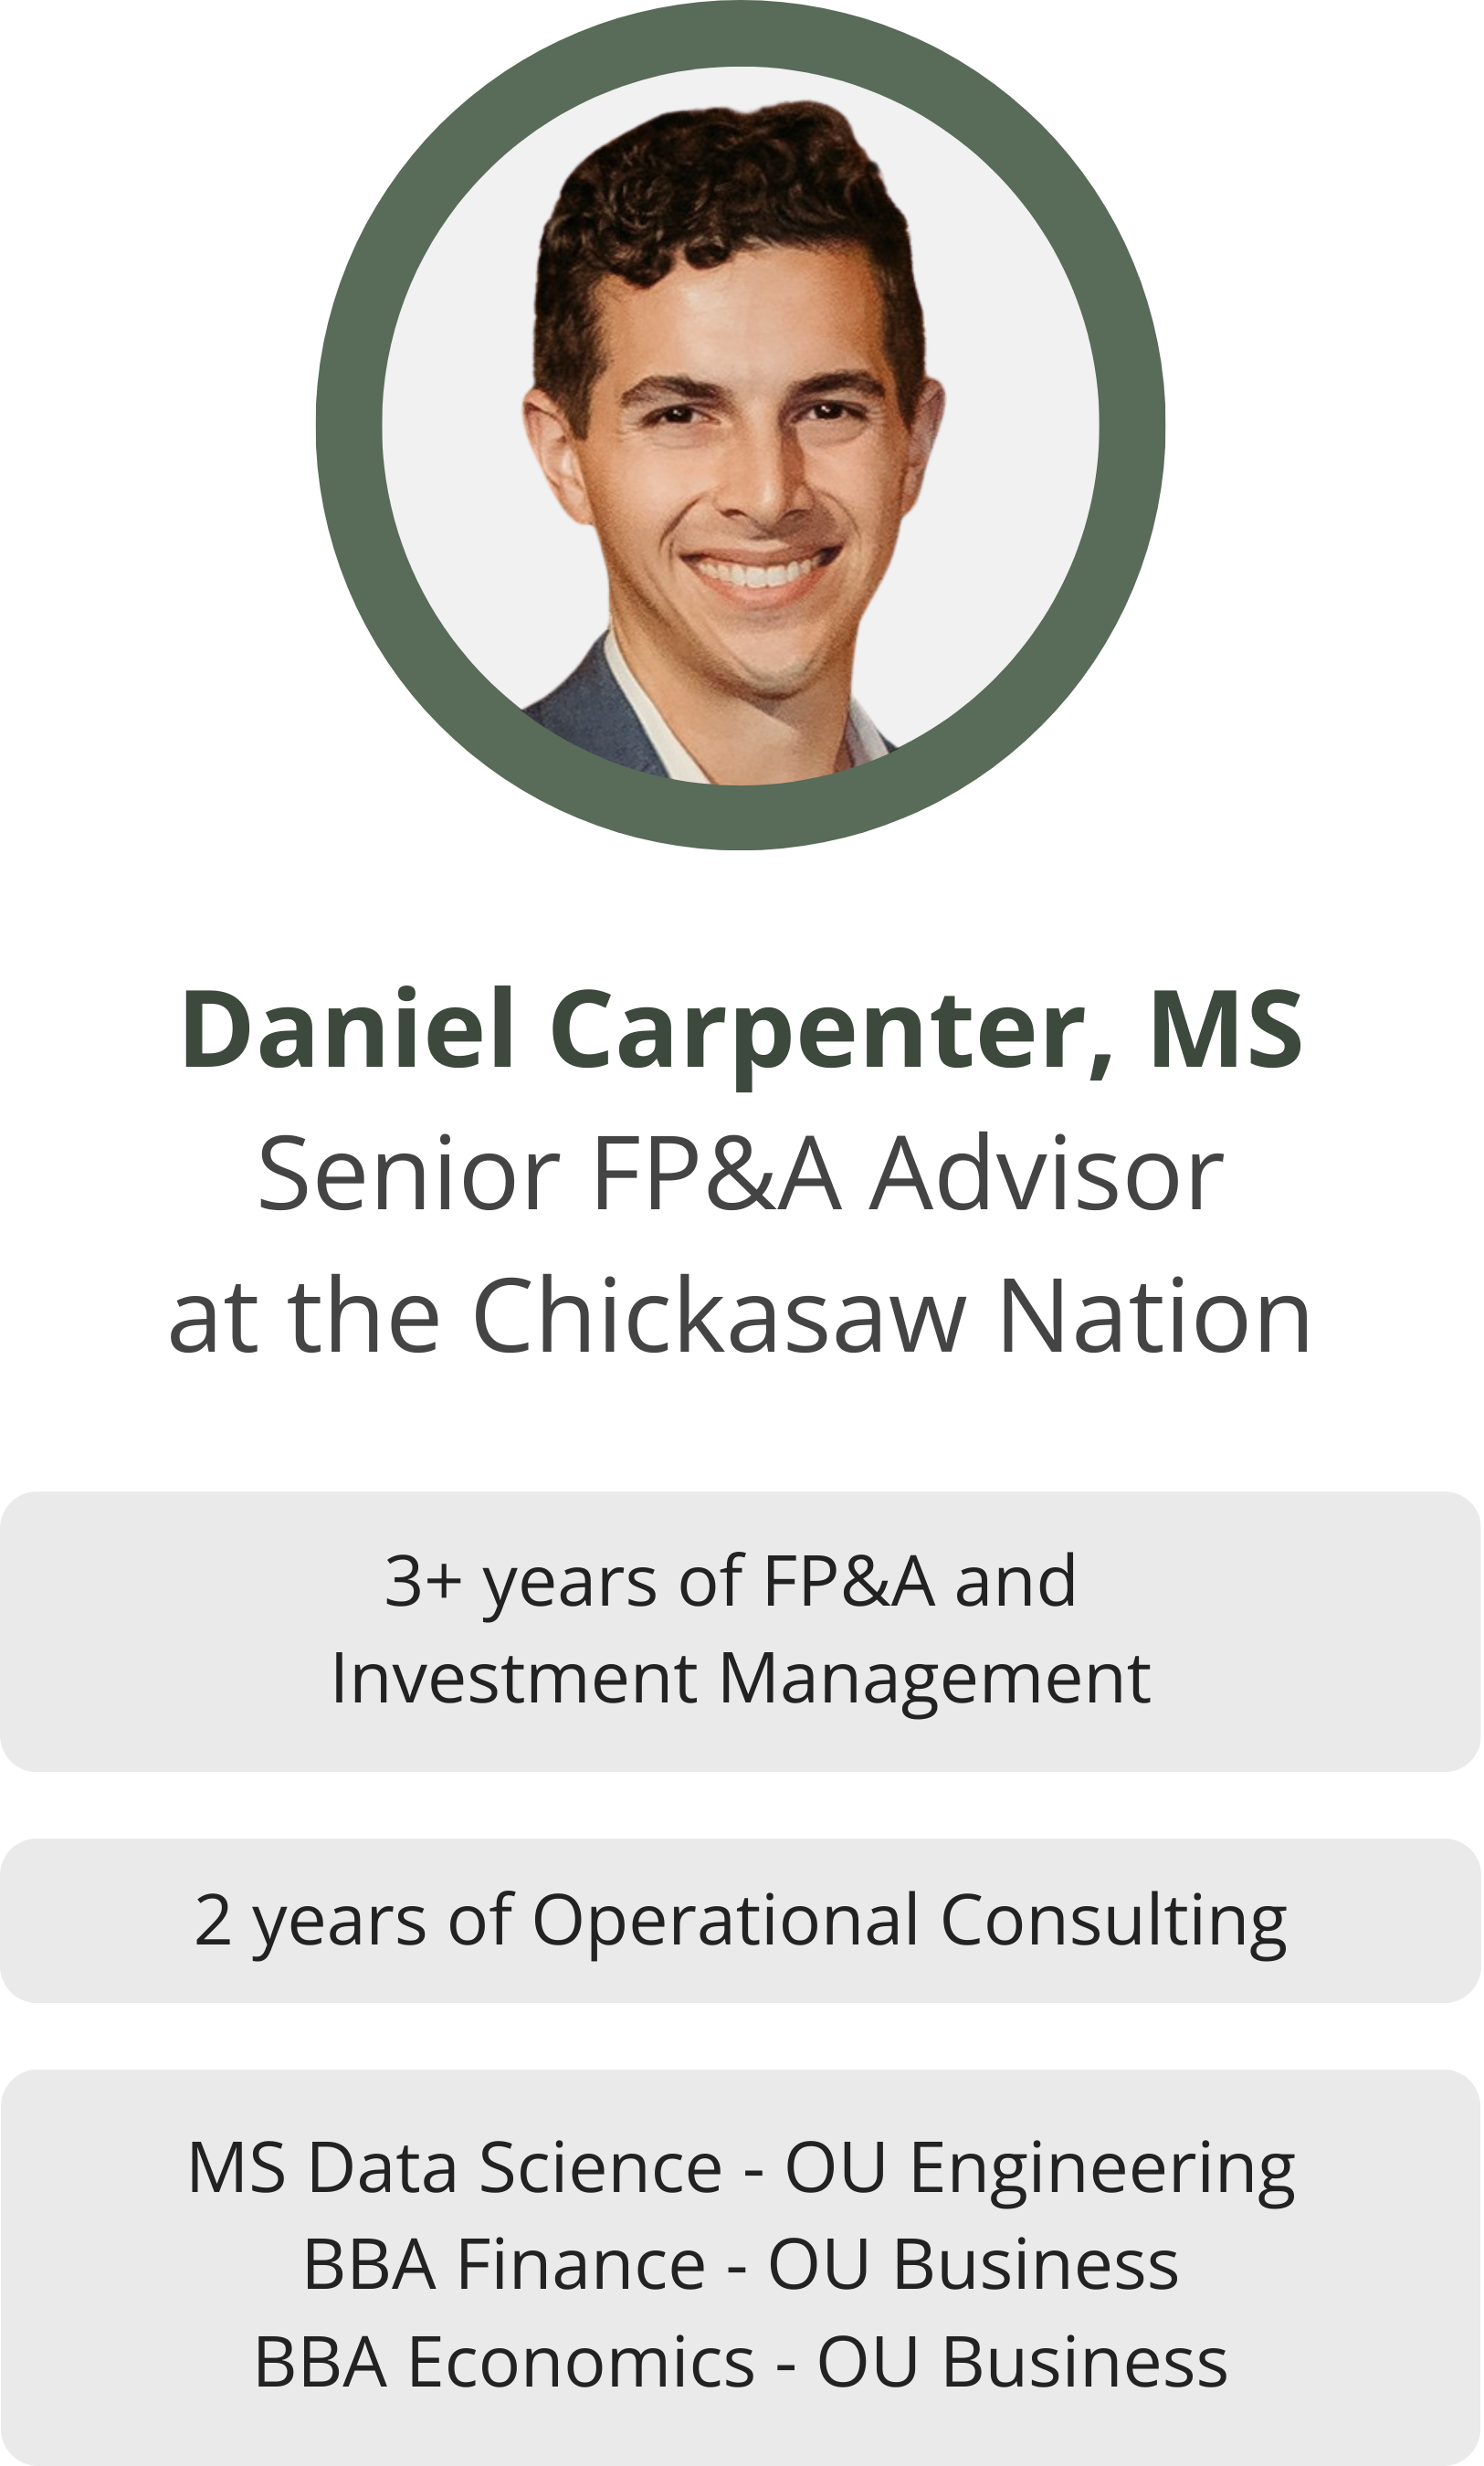 Daniel Carpenter, MS
Senior FP&A Advisor
at the Chickasaw Nation
3+ years of FP&A and
Investment Management
2 years of Operational Consulting
MS Data Science - OU Engineering
BBA Finance - OU Business
BBA Economics - OU Business